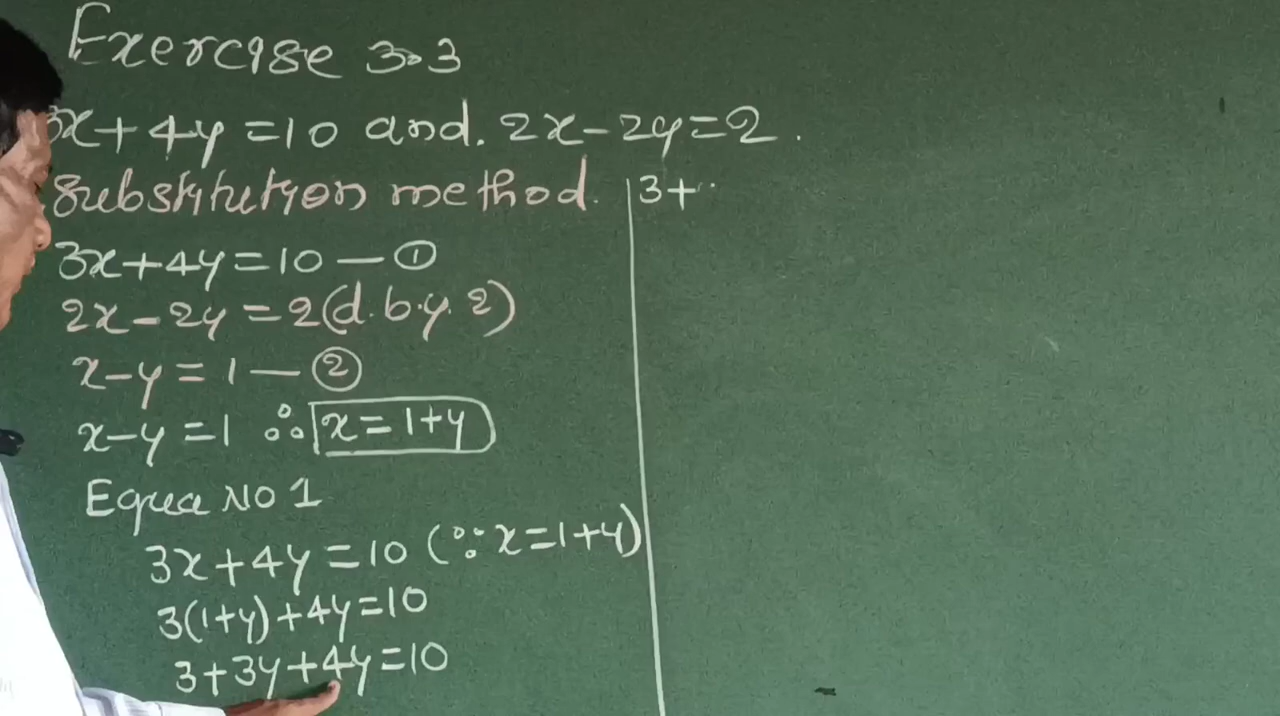 Exercise 3.3
3x+4y=10 and. 2x-2y=2.
Substitution method.
3x+4y=10 — ①
2x-2y=2(d.b.y. 2)
x-y=1 — ②
x-y=1 ∴ x=1+y
Equa No 1
3x+4y=10 (∵ x=1+y)
3(1+y)+4y=10
3+3y+4y=10
3+